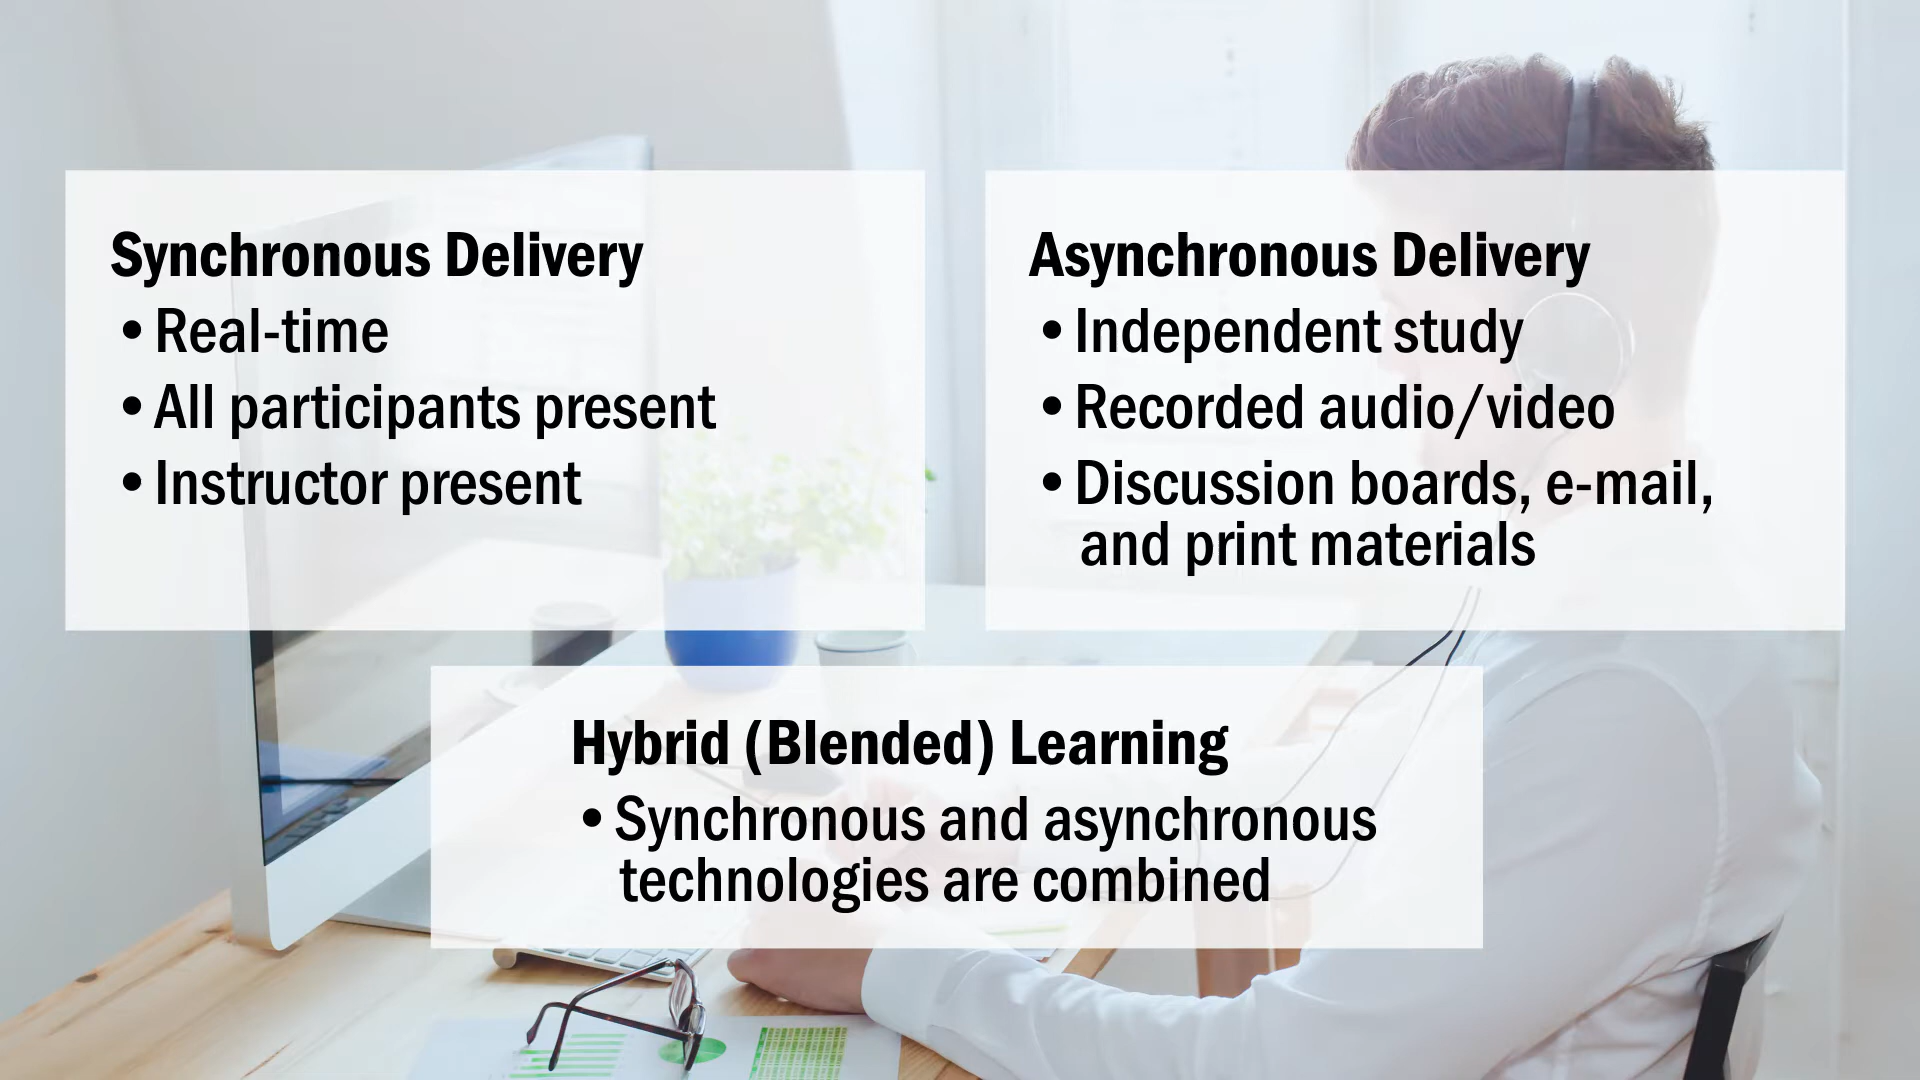 Synchronous Delivery
• Real-time
• All participants present
• Instructor present
Asynchronous Delivery
• Independent study
• Recorded audio/video
• Discussion boards, e-mail,
and print materials
Hybrid (Blended) Learning
• Synchronous and asynchronous
technologies are combined